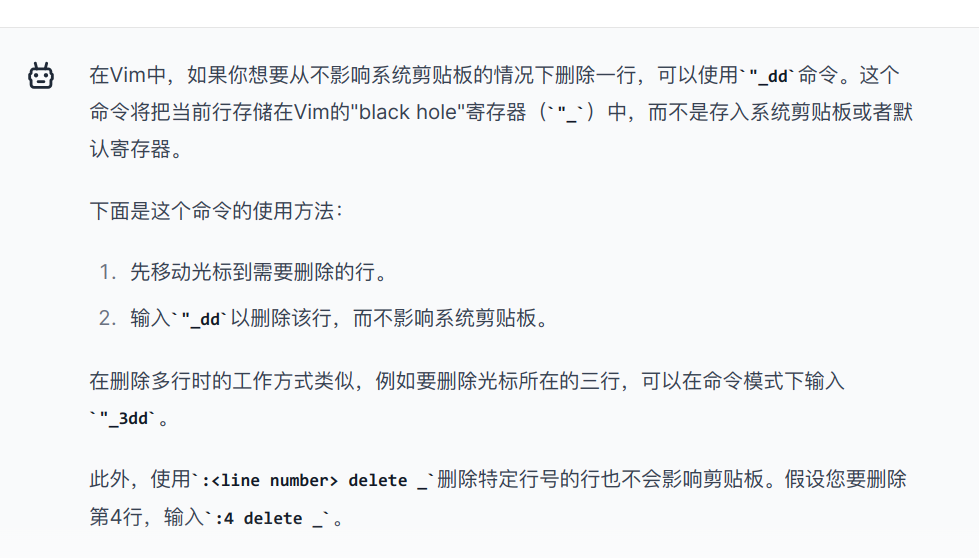 在Vim中，如果你想要从不影响系统剪贴板的情况下删除一行，可以使用`"_dd`命令。这个
命令将把当前行存储在Vim的"black hole"寄存器（`"_`）中，而不是存入系统剪贴板或者默
认寄存器。
下面是这个命令的使用方法：
1. 先移动光标到需要删除的行。
2. 输入`"_dd`以删除该行，而不影响系统剪贴板。
在删除多行时的工作方式类似，例如要删除光标所在的三行，可以在命令模式下输入
`"_3dd`。
此外，使用`:<line number> delete _`删除特定行号的行也不会影响剪贴板。假设您要删除
第4行，输入`:4 delete _`。